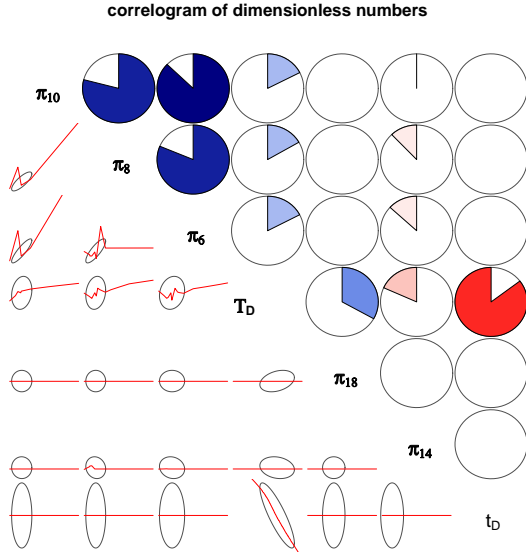 correlogram of dimensionless numbers
π10
π8
π6
TD
π18
π14
tD